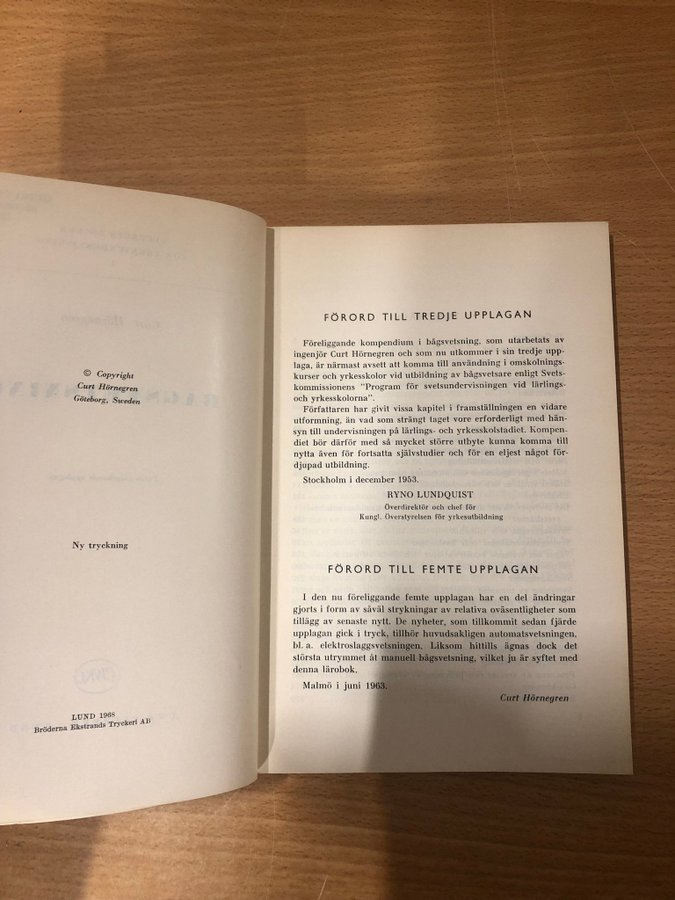 © Copyright
Curt Hörnegren
Göteborg, Sweden
Ny tryckning
LUND 1968
Bröderna Ekstrands Tryckeri AB
FÖRORD TILL TREDJE UPPLAGAN
Föreliggande kompendium i bågsvetsning, som utarbetats av
ingenjör Curt Hörnegren och som nu utkommer i sin tredje upp-
laga, är närmast avsett att komma till användning i omskolnings-
kurser och yrkesskolor vid utbildning av bågsvetsare enligt Svets-
kommissionens "Program för svetsundervisningen vid lärlings-
och yrkesskolorna".
Författaren har givit vissa kapitel i framställningen en vidare
utformning, än vad som strängt taget vore erforderligt med hän-
syn till undervisningen på lärlings- och yrkesskolstadiet. Kompen-
diet bör därför med så mycket större utbyte kunna komma till
nytta även för fortsatta självstudier och för en eljest något för-
djupad utbildning.
Stockholm i december 1953.
RYNO LUNDQUIST
Överdirektör och chef för
Kungl. Överstyrelsen för yrkesutbildning
FÖRORD TILL FEMTE UPPLAGAN
I den nu föreliggande femte upplagan har en del ändringar
gjorts i form av såväl strykningar av relativa oväsentligheter som
tillägg av senaste nytt. De nyheter, som tillkommit sedan fjärde
upplagan gick i tryck, tillhör huvudsakligen automatsvetsningen,
bl. a. elektroslaggsvetsningen. Liksom hittills ägnas dock det
största utrymmet åt manuell bågsvetsning, vilket ju är syftet med
denna lärobok.
Malmö i juni 1963.
Curt Hörnegren